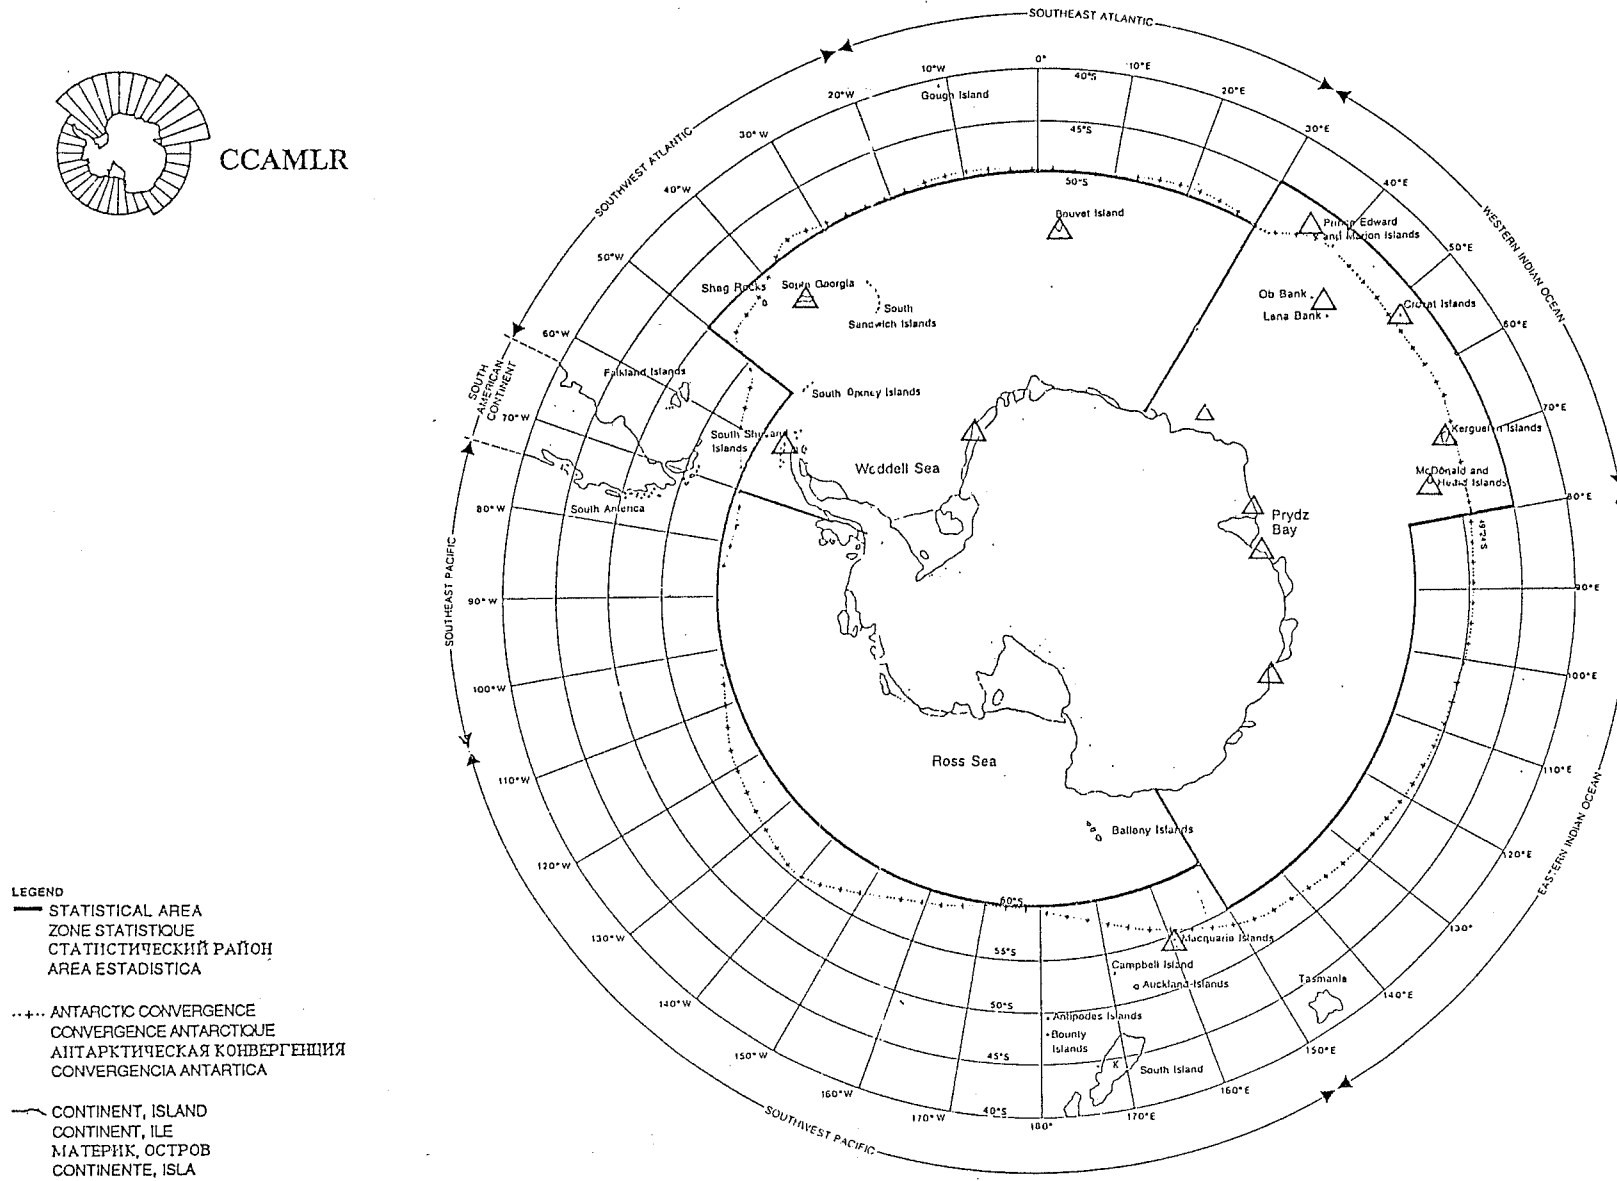 CCAMLR
SOUTHEAST ATLANTIC
SOUTHWEST ATLANTIC
WESTERN INDIAN OCEAN
EASTERN INDIAN OCEAN
SOUTHWEST PACIFIC
SOUTHEAST PACIFIC
SOUTH
AMERICAN
CONTINENT
0°
10°E
20°E
30°E
40°E
50°E
60°E
70°E
80°E
90°E
100°E
110°E
120°E
130°
140°E
150°E
160°E
170°E
180°
170°W
160°W
150°W
140°W
130°W
120°W
110°W
100°W
90°W
80°W
70°W
60°W
50°W
40°W
30°W
20°W
10°W
40°S
45°S
50°S
Gough Island
Bouvet Island
Prince Edward
and Marion Islands
Shag Rocks
South Georgia
South
Sandwich Islands
Ob Bank
Lena Bank
Crozet Islands
Falkland Islands
South Orkney Islands
South Shetland
Islands
Weddell Sea
Kerguelen Islands
McDonald and
Heard Islands
South America
Prydz
Bay
Ross Sea
Balleny Islands
60°S
55°S
50°S
45°S
40°S
Macquarie Islands
Campbell Island
Auckland Islands
Antipodes Islands
Bounty
Islands
South Island
Tasmania
LEGEND
STATISTICAL AREA
ZONE STATISTIQUE
СТАТИСТИЧЕСКИЙ РАЙОН
AREA ESTADISTICA
ANTARCTIC CONVERGENCE
CONVERGENCE ANTARCTIQUE
АНТАРКТИЧЕСКАЯ КОНВЕРГЕНЦИЯ
CONVERGENCIA ANTARTICA
CONTINENT, ISLAND
CONTINENT, ILE
МАТЕРИК, ОСТРОВ
CONTINENTE, ISLA